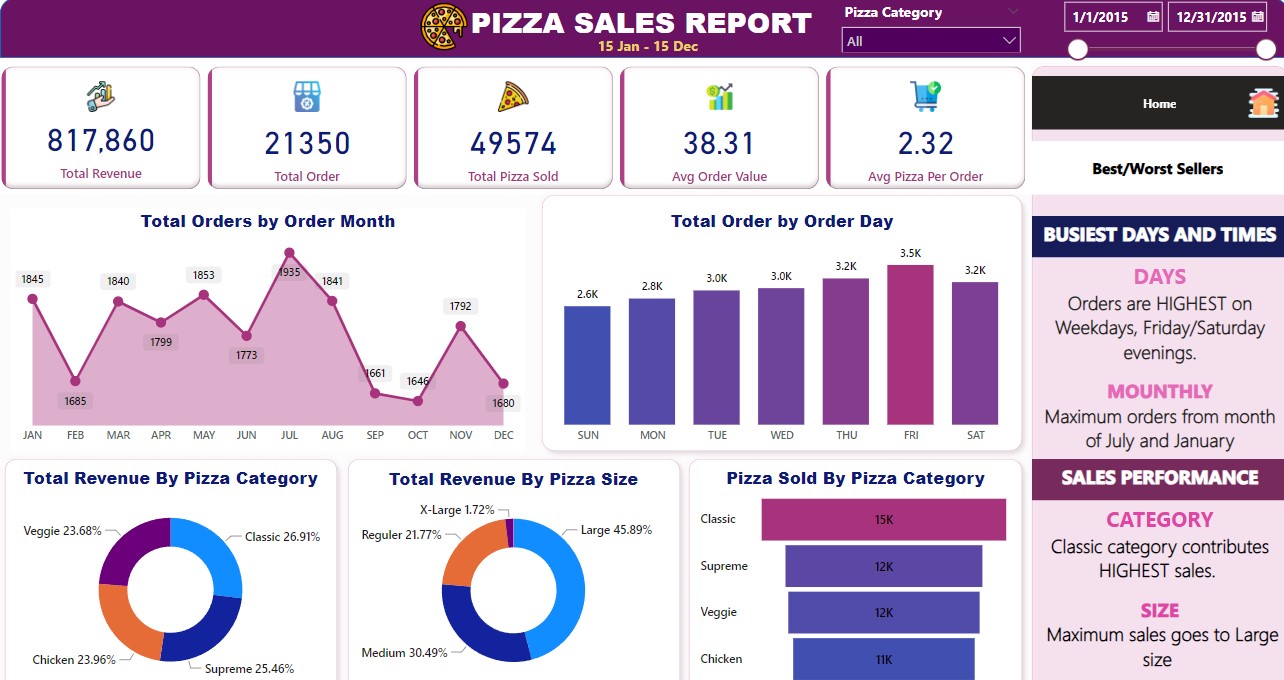 PIZZA SALES REPORT
15 Jan - 15 Dec
Pizza Category
All
1/1/2015
12/31/2015
817,860
Total Revenue
21350
Total Order
49574
Total Pizza Sold
38.31
Avg Order Value
2.32
Avg Pizza Per Order
Home
Best/Worst Sellers
Total Orders by Order Month
1845
1685
1840
1799
1853
1773
1935
1841
1661
1646
1792
1680
JAN FEB MAR APR MAY JUN JUL AUG SEP OCT NOV DEC
Total Order by Order Day
2.6K
2.8K
3.0K
3.0K
3.2K
3.5K
3.2K
SUN MON TUE WED THU FRI SAT
BUSIEST DAYS AND TIMES
DAYS
Orders are HIGHEST on
Weekdays, Friday/Saturday
evenings.
MOUNTHLY
Maximum orders from month
of July and January
SALES PERFORMANCE
CATEGORY
Classic category contributes
HIGHEST sales.
SIZE
Maximum sales goes to Large
size
Total Revenue By Pizza Category
Veggie 23.68%
Classic 26.91%
Chicken 23.96%
Supreme 25.46%
Total Revenue By Pizza Size
X-Large 1.72%
Reguler 21.77%
Large 45.89%
Medium 30.49%
Pizza Sold By Pizza Category
Classic 15K
Supreme 12K
Veggie 12K
Chicken 11K